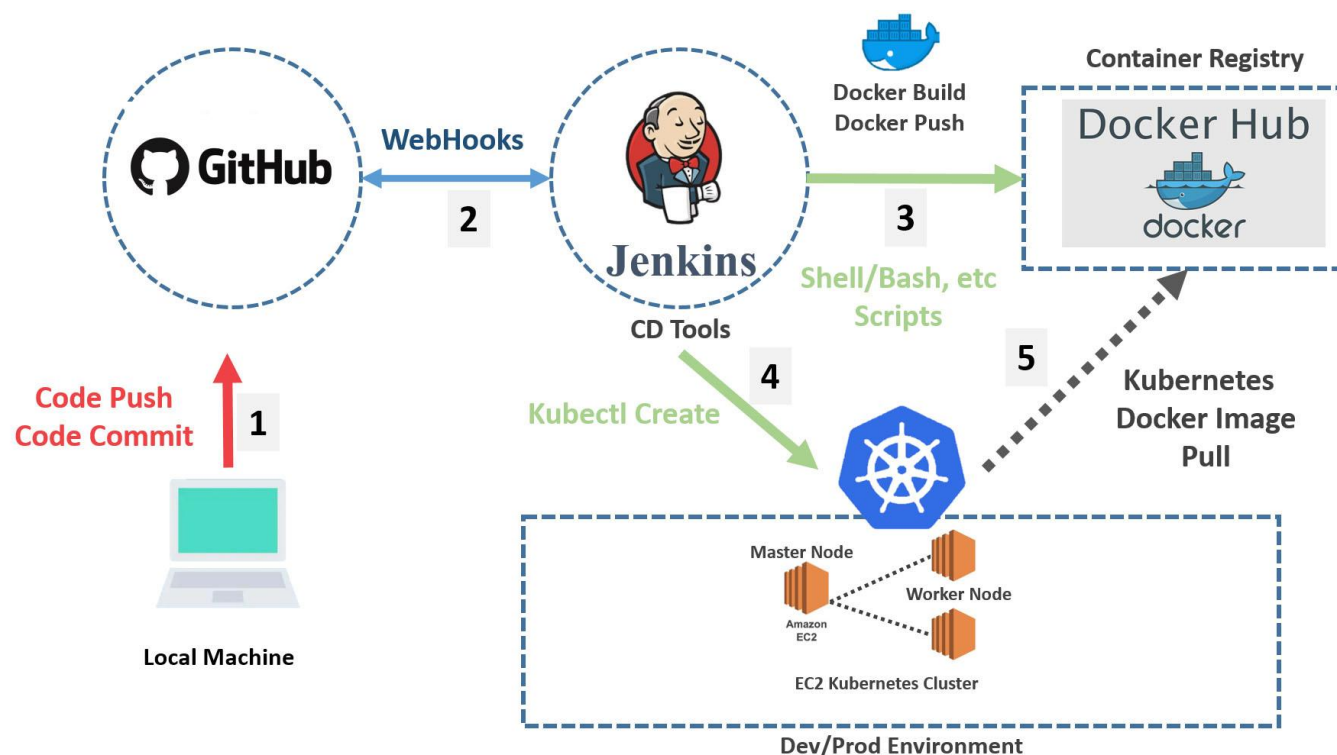 Docker Build
Docker Push
Container Registry
Docker Hub
docker
GitHub
WebHooks
2
Jenkins
CD Tools
3
Shell/Bash, etc
Scripts
Code Push
Code Commit
1
4
Kubectl Create
5
Kubernetes
Docker Image
Pull
Local Machine
Master Node
Amazon
EC2
Worker Node
EC2 Kubernetes Cluster
Dev/Prod Environment